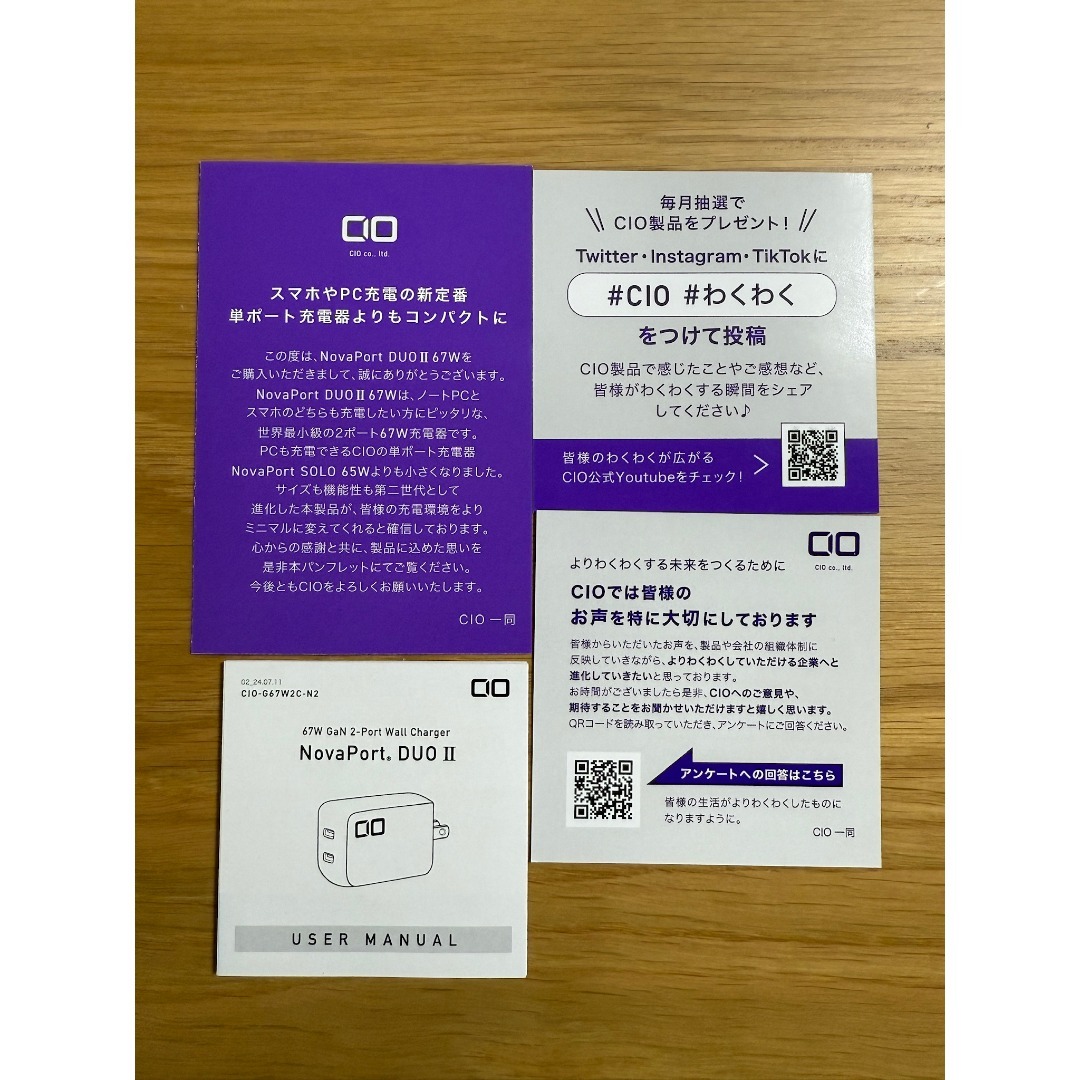 CIO
CIO co., ltd.
スマホやPC充電の新定番
単ポート充電器よりもコンパクトに
この度は、NovaPort DUOⅡ 67Wを
ご購入いただきまして、誠にありがとうございます。
NovaPort DUOⅡ 67Wは、ノートPCと
スマホのどちらも充電したい方にピッタリな、
世界最小級の2ポート67W充電器です。
PCも充電できるCIOの単ポート充電器
NovaPort SOLO 65Wよりも小さくなりました。
サイズも機能性も第二世代として
進化した本製品が、皆様の充電環境をより
ミニマルに変えてくれると確信しております。
心からの感謝と共に、製品に込めた思いを
是非本パンフレットにてご覧ください。
今後ともCIOをよろしくお願いいたします。
CIO 一同
毎月抽選で
CIO製品をプレゼント!
Twitter・Instagram・TikTokに
#CIO #わくわく
をつけて投稿
CIO製品で感じたことやご感想など、
皆様がわくわくする瞬間をシェア
してください♪
皆様のわくわくが広がる
CIO公式Youtubeをチェック!
CIO
CIO co., ltd.
よりわくわくする未来をつくるために
CIOでは皆様の
お声を特に大切にしております
皆様からいただいたお声を、製品や会社の組織体制に
反映していきながら、よりわくわくしていただける企業へと
進化していきたいと思っております。
お時間がございましたら是非、CIOへのご意見や、
期待することをお聞かせいただけますと嬉しく思います。
QRコードを読み取っていただき、アンケートにご回答ください。
アンケートへの回答はこちら
皆様の生活がよりわくわくしたものに
なりますように。
CIO 一同
02_24.07.11
CIO-G67W2C-N2
CIO
67W GaN 2-Port Wall Charger
NovaPort® DUO Ⅱ
CIO
USER MANUAL